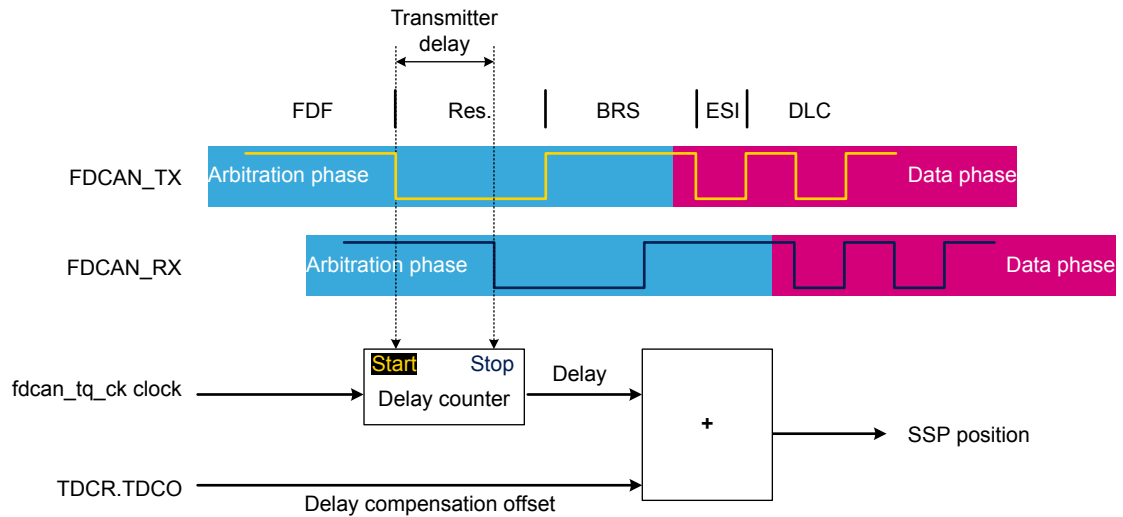 Transmitter
delay
FDF Res. BRS ESI DLC
FDCAN_TX Arbitration phase Data phase
FDCAN_RX Arbitration phase Data phase
Start Stop
fdcan_tq_ck clock Delay counter Delay
+
SSP position
TDCR.TDCO
Delay compensation offset